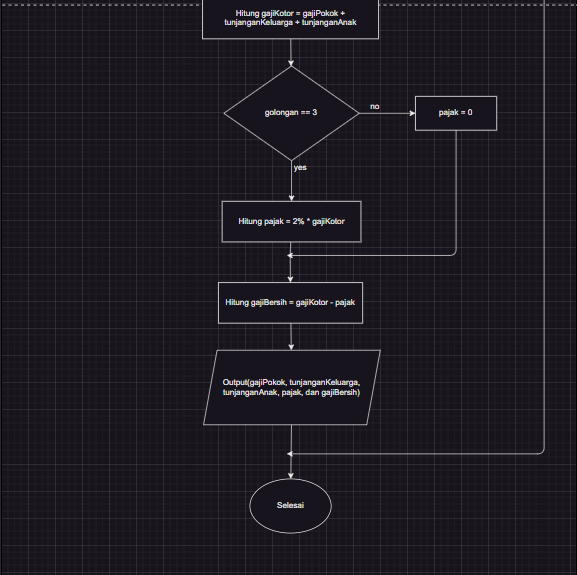 Hitung gajiKotor = gajiPokok +
tunjanganKeluarga + tunjanganAnak
golongan == 3
no
pajak = 0
yes
Hitung pajak = 2% * gajiKotor
Hitung gajiBersih = gajiKotor - pajak
Output(gajiPokok, tunjanganKeluarga,
tunjanganAnak, pajak, dan gajiBersih)
Selesai